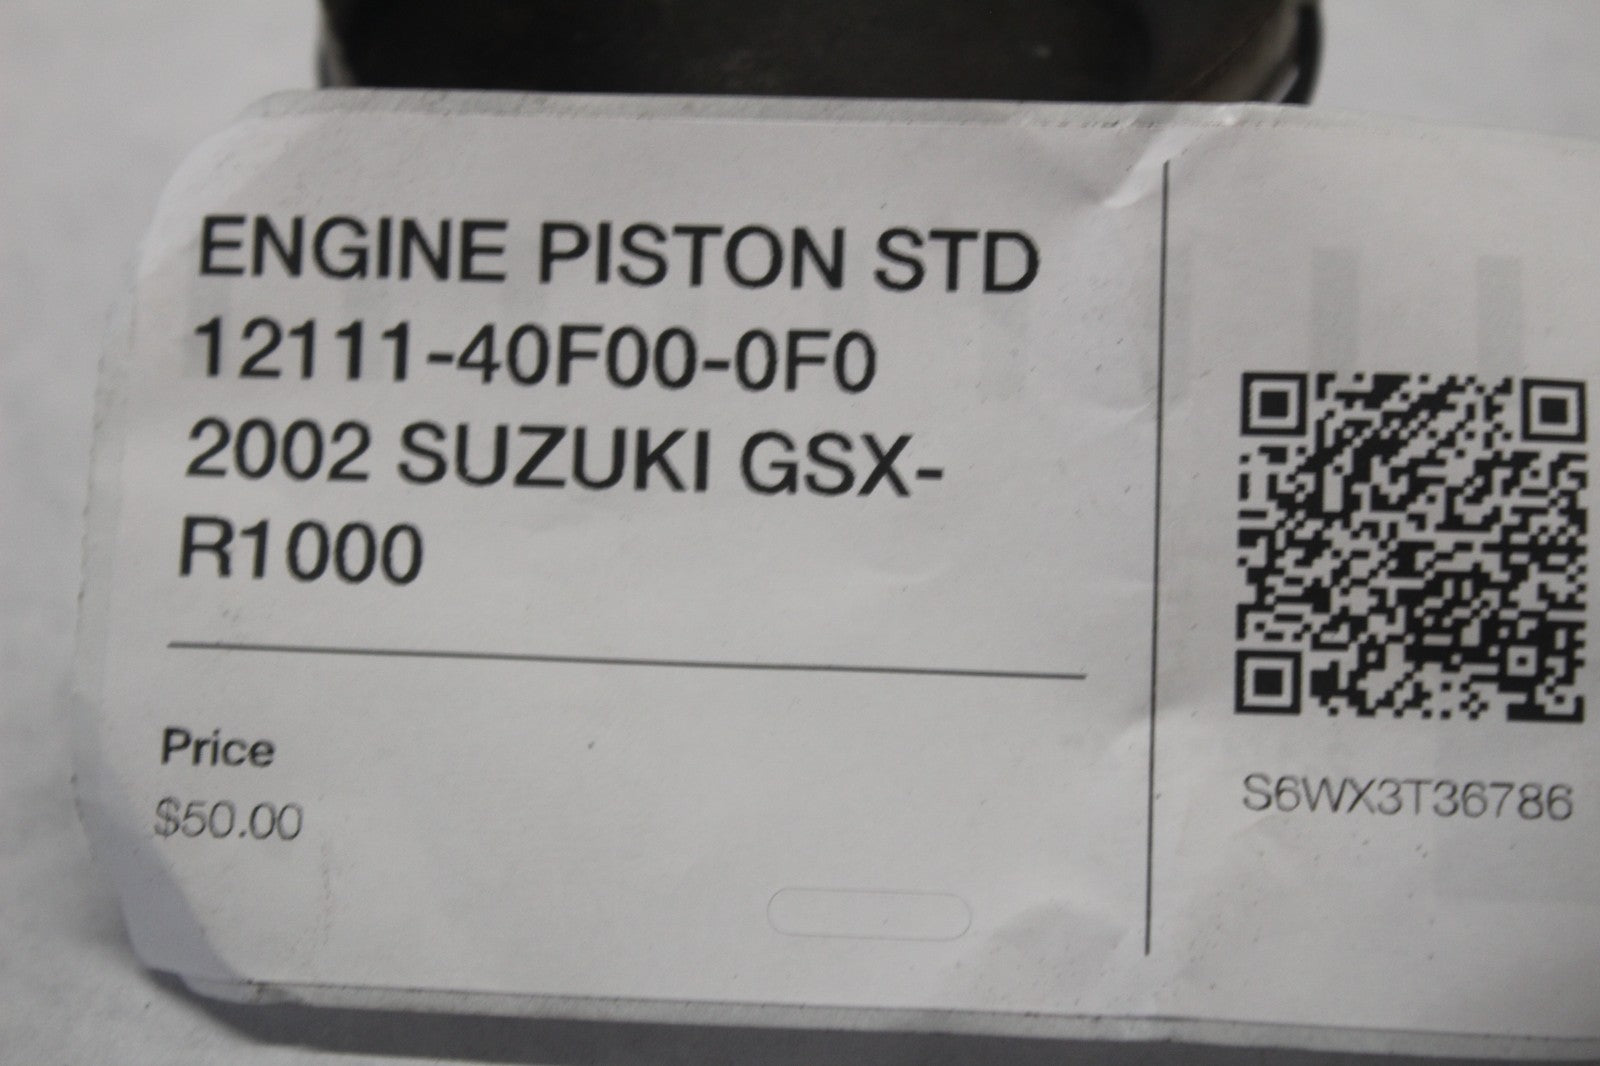 ENGINE PISTON STD
12111-40F00-0F0
2002 SUZUKI GSX-
R1000
Price
$50.00
S6WX3T36786